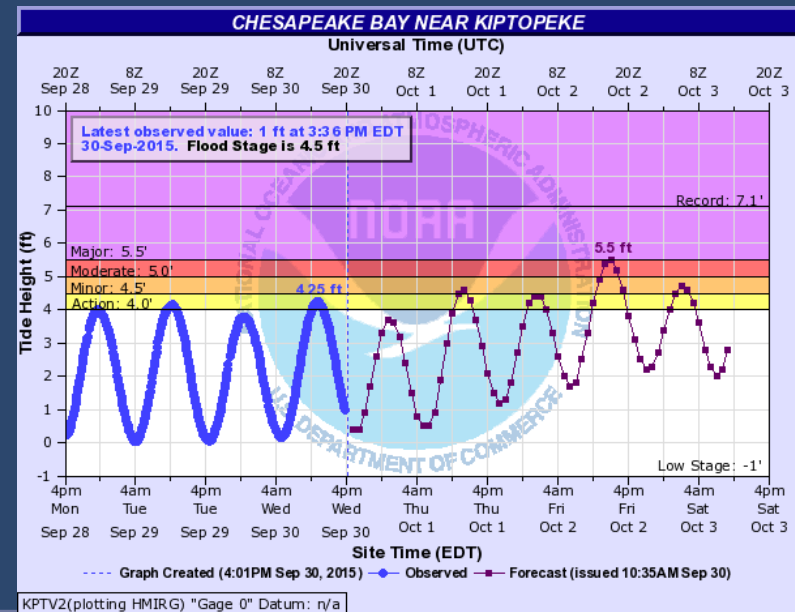 CHESAPEAKE BAY NEAR KIPTOPEKE
Universal Time (UTC)
20Z 8Z 20Z 8Z 20Z 8Z 20Z 8Z 20Z 8Z 20Z
Sep 28 Sep 29 Sep 29 Sep 30 Sep 30 Oct 1 Oct 1 Oct 2 Oct 2 Oct 3 Oct 3
10
Latest observed value: 1 ft at 3:36 PM EDT
30-Sep-2015. Flood Stage is 4.5 ft
9
8
7
6
5
4
3
2
1
0
-1
Tide Height (ft)
Record: 7.1'
Major: 5.5'
5.5 ft
Moderate: 5.0'
Minor: 4.5'
4.25 ft
Action: 4.0'
Low Stage: -1'
NOAA
NATIONAL OCEANIC AND ATMOSPHERIC ADMINISTRATION
U.S. DEPARTMENT OF COMMERCE
4pm 4am 4pm 4am 4pm 4am 4pm 4am 4pm 4am 4pm
Mon Tue Tue Wed Wed Thu Thu Fri Fri Sat Sat
Sep 28 Sep 29 Sep 29 Sep 30 Sep 30 Oct 1 Oct 1 Oct 2 Oct 2 Oct 3 Oct 3
Site Time (EDT)
Graph Created (4:01PM Sep 30, 2015) Observed Forecast (issued 10:35AM Sep 30)
KPTV2(plotting HMIRG) "Gage 0" Datum: n/a